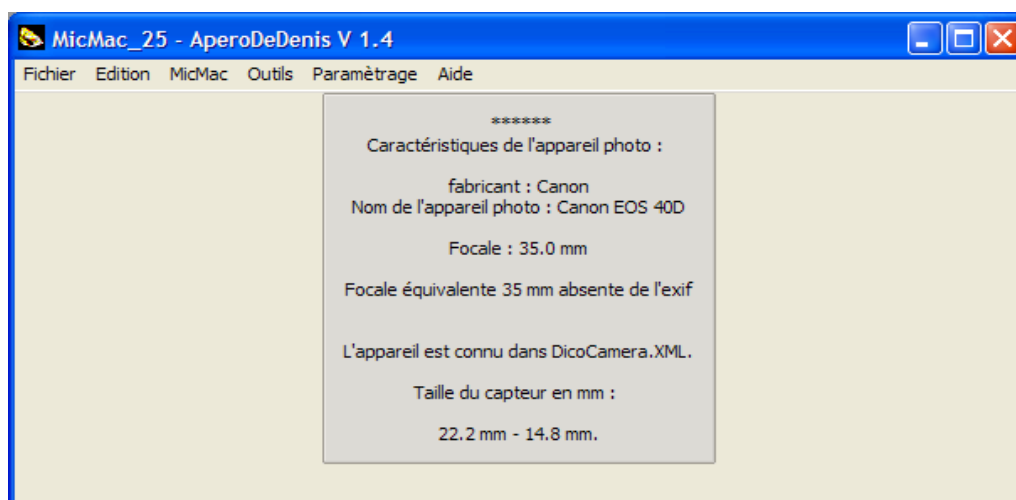 MicMac_25 - AperoDeDenis V 1.4
Fichier Edition MicMac Outils Paramètrage Aide
******
Caractéristiques de l'appareil photo :
fabricant : Canon
Nom de l'appareil photo : Canon EOS 40D
Focale : 35.0 mm
Focale équivalente 35 mm absente de l'exif
L'appareil est connu dans DicoCamera.XML.
Taille du capteur en mm :
22.2 mm - 14.8 mm.